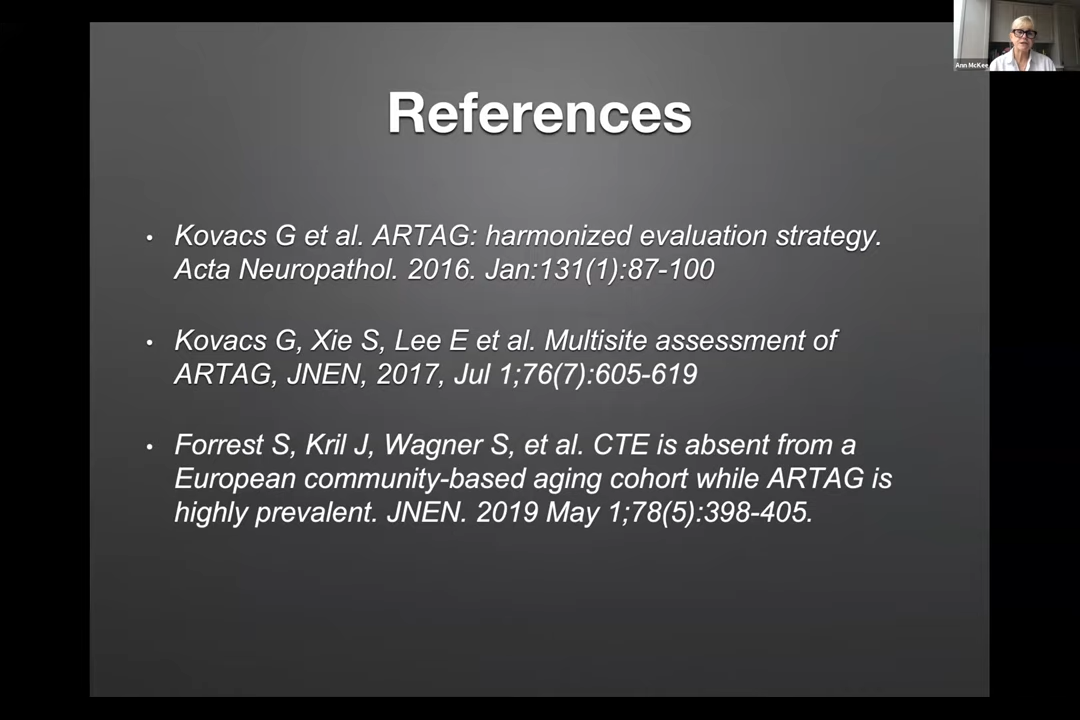 Ann McKee
References
• Kovacs G et al. ARTAG: harmonized evaluation strategy.
Acta Neuropathol. 2016. Jan:131(1):87-100
• Kovacs G, Xie S, Lee E et al. Multisite assessment of
ARTAG, JNEN, 2017, Jul 1;76(7):605-619
• Forrest S, Kril J, Wagner S, et al. CTE is absent from a
European community-based aging cohort while ARTAG is
highly prevalent. JNEN. 2019 May 1;78(5):398-405.